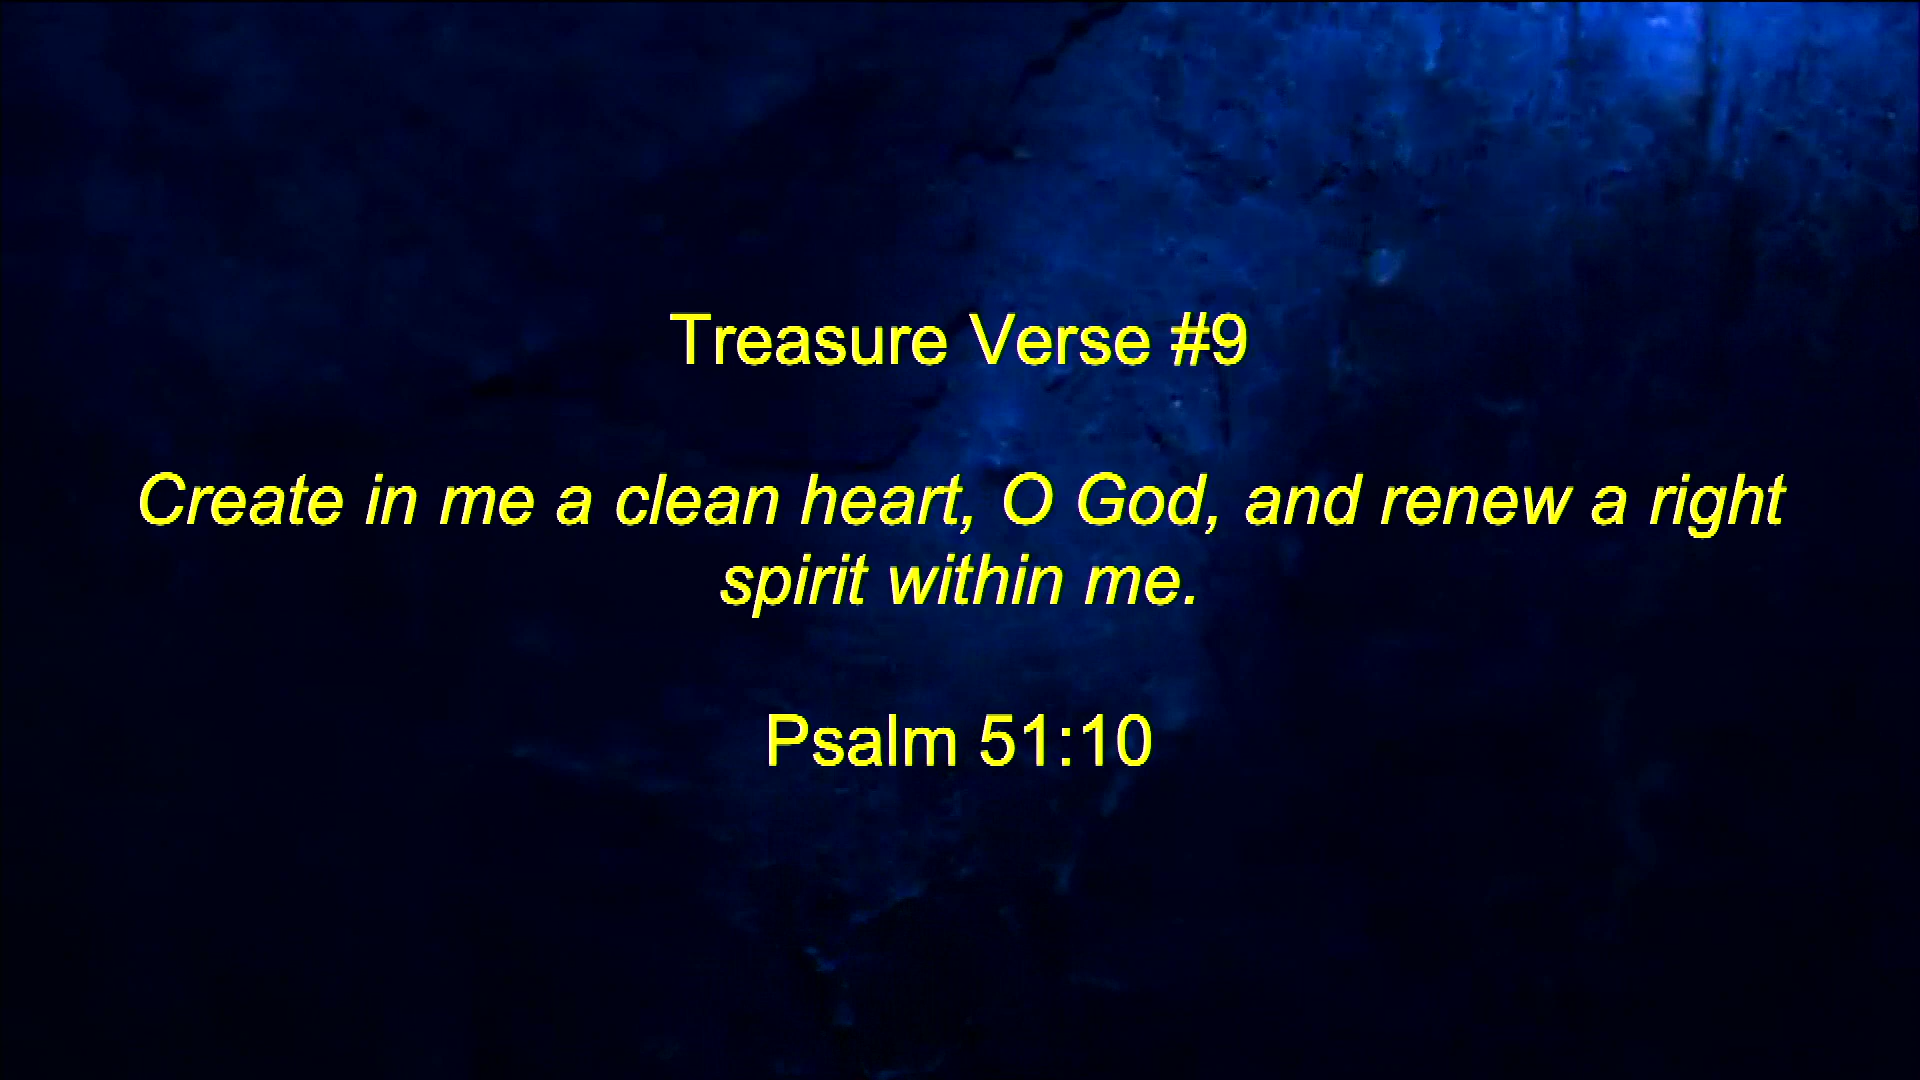 Treasure Verse #9
Create in me a clean heart, O God, and renew a right
spirit within me.
Psalm 51:10